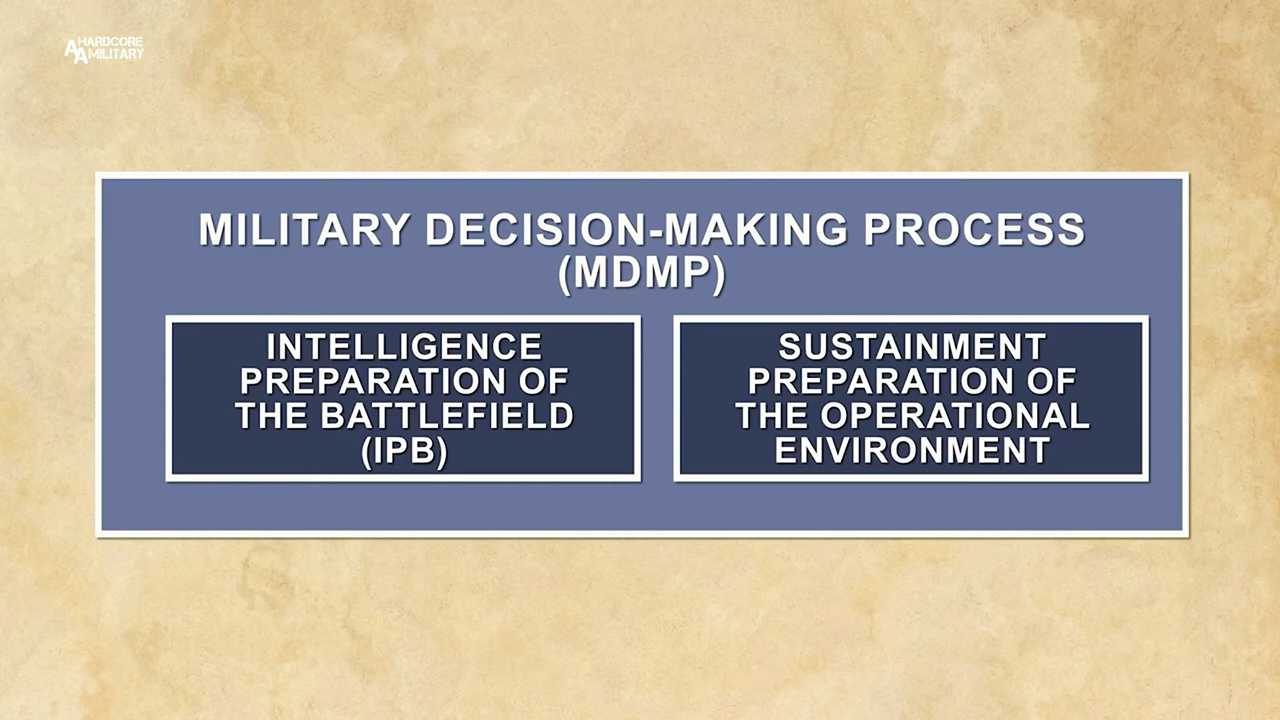 HARDCORE
AA MILITARY
MILITARY DECISION-MAKING PROCESS
(MDMP)
INTELLIGENCE
PREPARATION OF
THE BATTLEFIELD
(IPB)
SUSTAINMENT
PREPARATION OF
THE OPERATIONAL
ENVIRONMENT